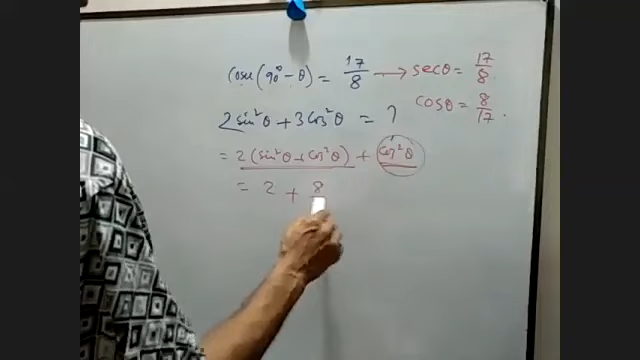 cosec (90° − θ) = 17/8 → secθ = 17/8
cosθ = 8/17.
2sin²θ + 3cos²θ = ?
= 2(sin²θ + cos²θ) + cos²θ
= 2 + 8